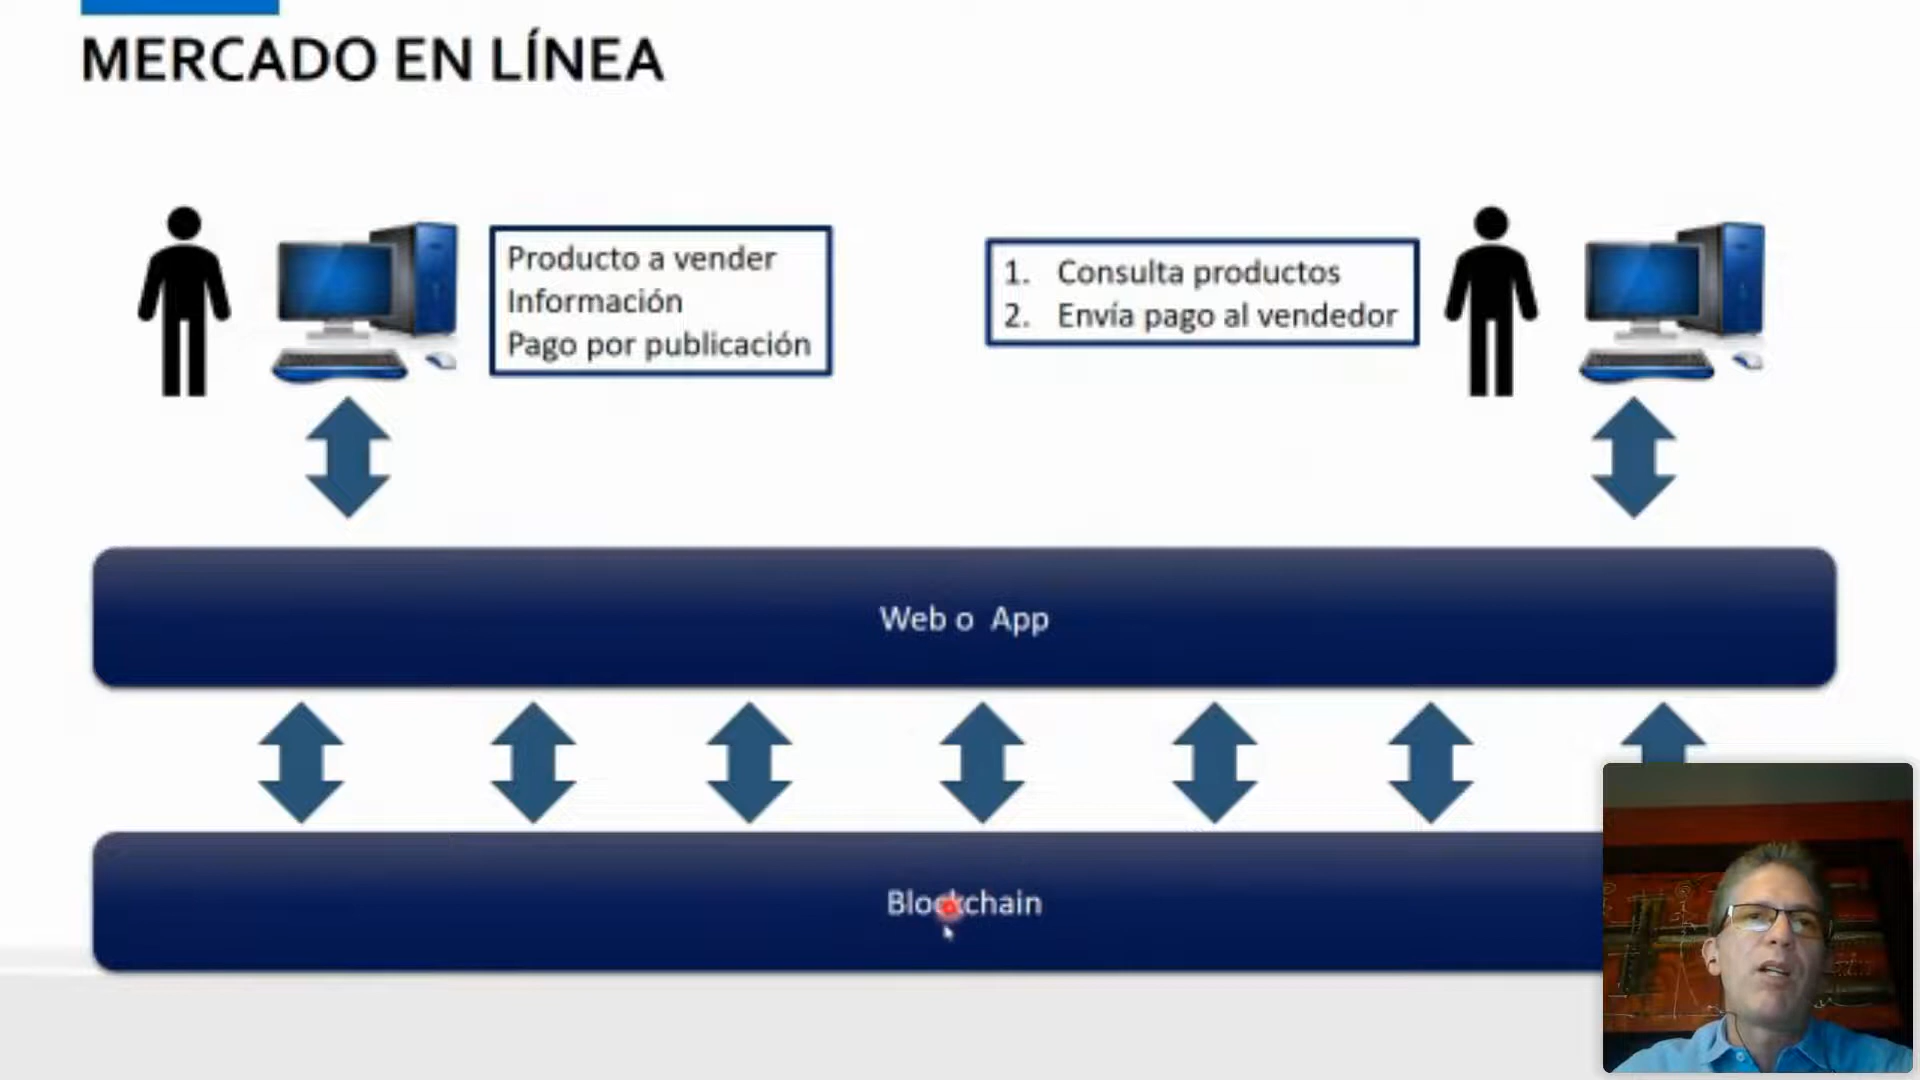 MERCADO EN LÍNEA
Producto a vender
Información
Pago por publicación
1. Consulta productos
2. Envía pago al vendedor
Web o App
Blockchain